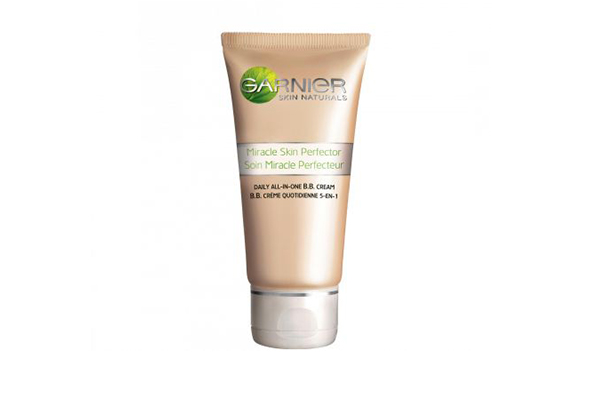 GARNIER
SKIN NATURALS
Miracle Skin Perfector
Soin Miracle Perfecteur
DAILY ALL-IN-ONE B.B. CREAM
B.B. CRÈME QUOTIDIENNE 5-EN-1